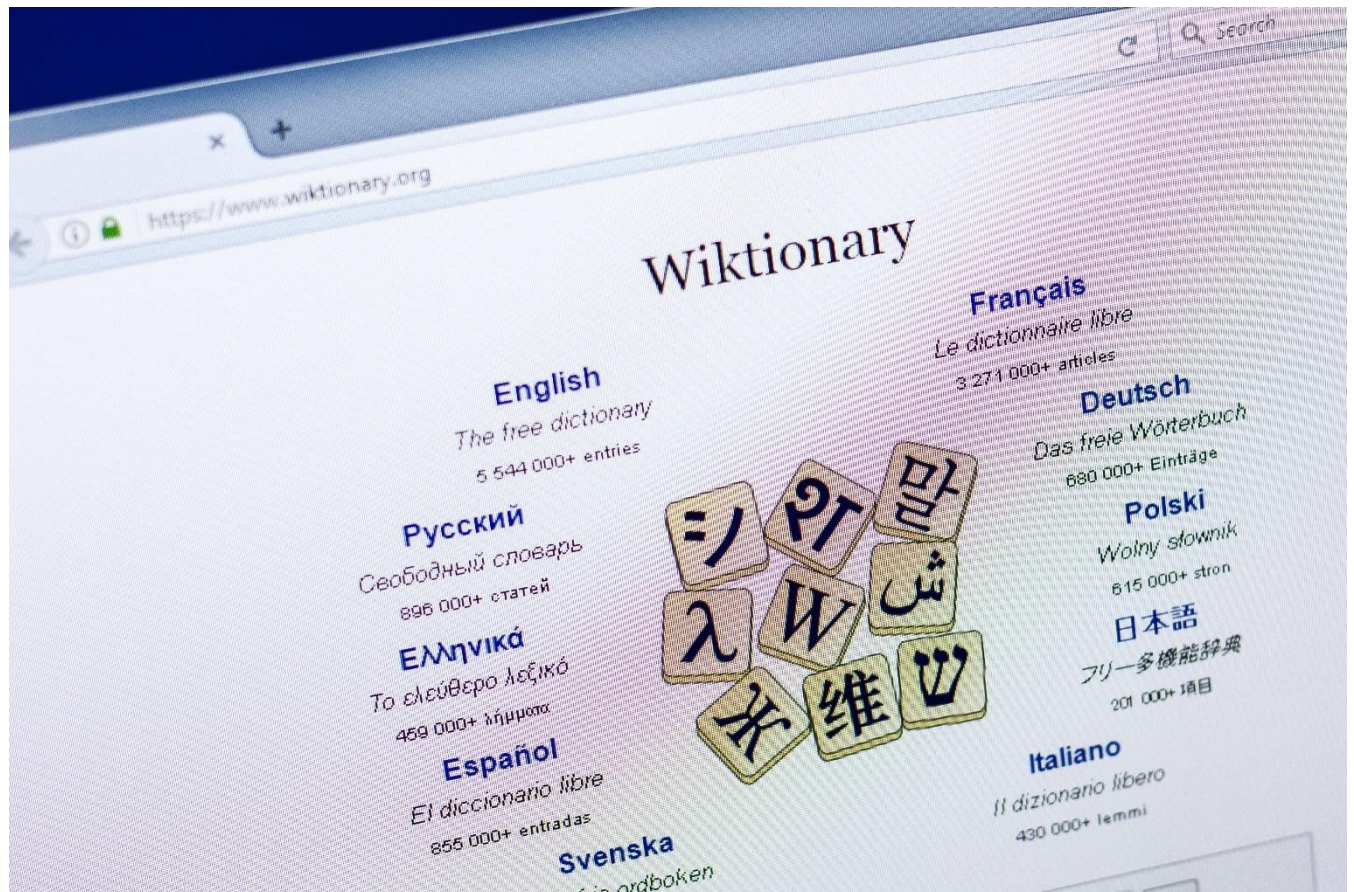 Search
https://www.wiktionary.org
Wiktionary
English
The free dictionary
5 544 000+ entries
Français
Le dictionnaire libre
3 271 000+ articles
Русский
Свободный словарь
896 000+ статей
Deutsch
Das freie Wörterbuch
680 000+ Einträge
Ελληνικά
Το ελεύθερο λεξικό
459 000+ λήμματα
Polski
Wolny słownik
615 000+ stron
Español
El diccionario libre
855 000+ entradas
日本語
フリー多機能辞典
201 000+ 項目
Svenska
ordboken
Italiano
Il dizionario libero
430 000+ lemmi
シ श 말
λ W ش
Ж 维 ש